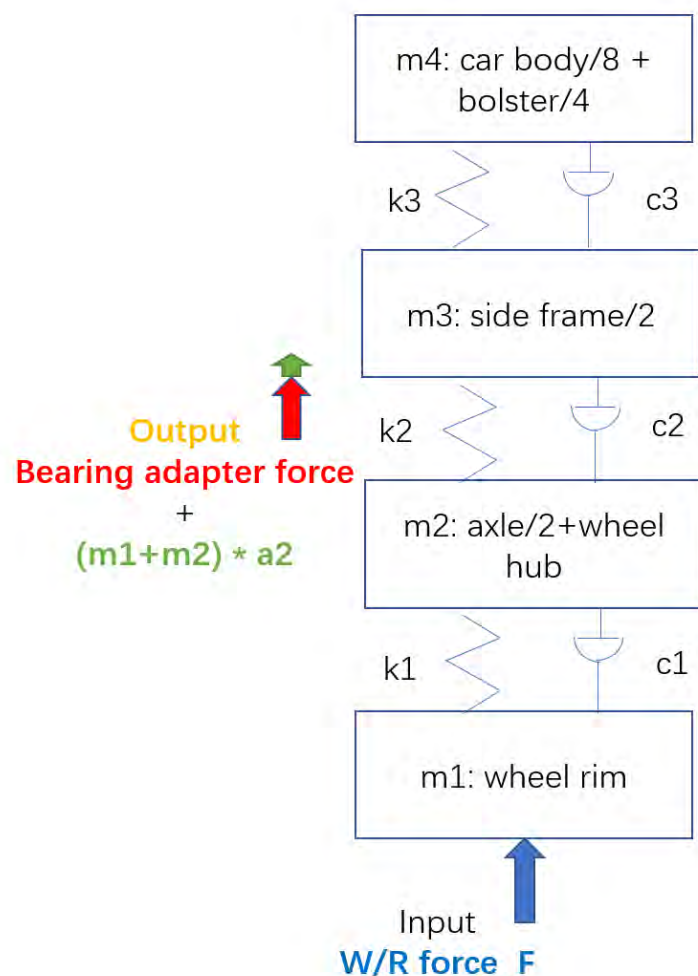 m4: car body/8 +
bolster/4
k3
c3
m3: side frame/2
Output
Bearing adapter force
+
(m1+m2) * a2
k2
c2
m2: axle/2+wheel
hub
k1
c1
m1: wheel rim
Input
W/R force F